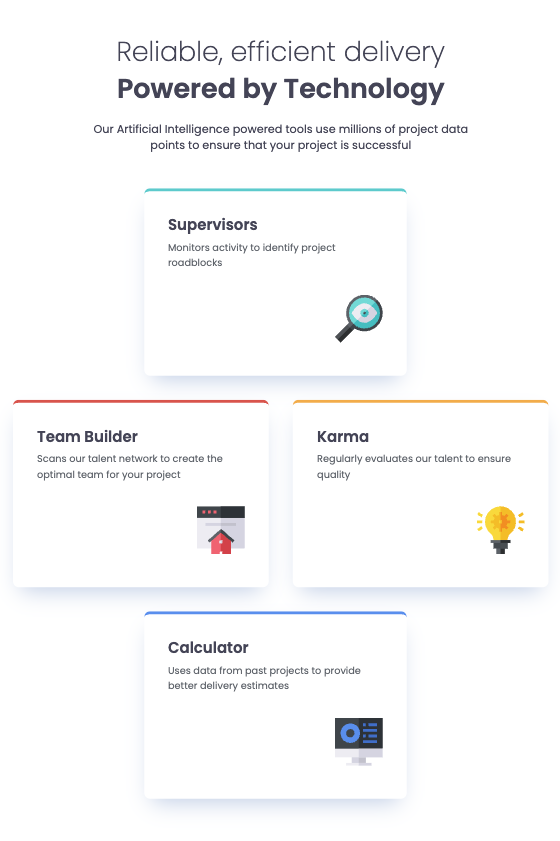 Reliable, efficient delivery
Powered by Technology
Our Artificial Intelligence powered tools use millions of project data
points to ensure that your project is successful
Supervisors
Monitors activity to identify project
roadblocks
Team Builder
Scans our talent network to create the
optimal team for your project
Karma
Regularly evaluates our talent to ensure
quality
Calculator
Uses data from past projects to provide
better delivery estimates